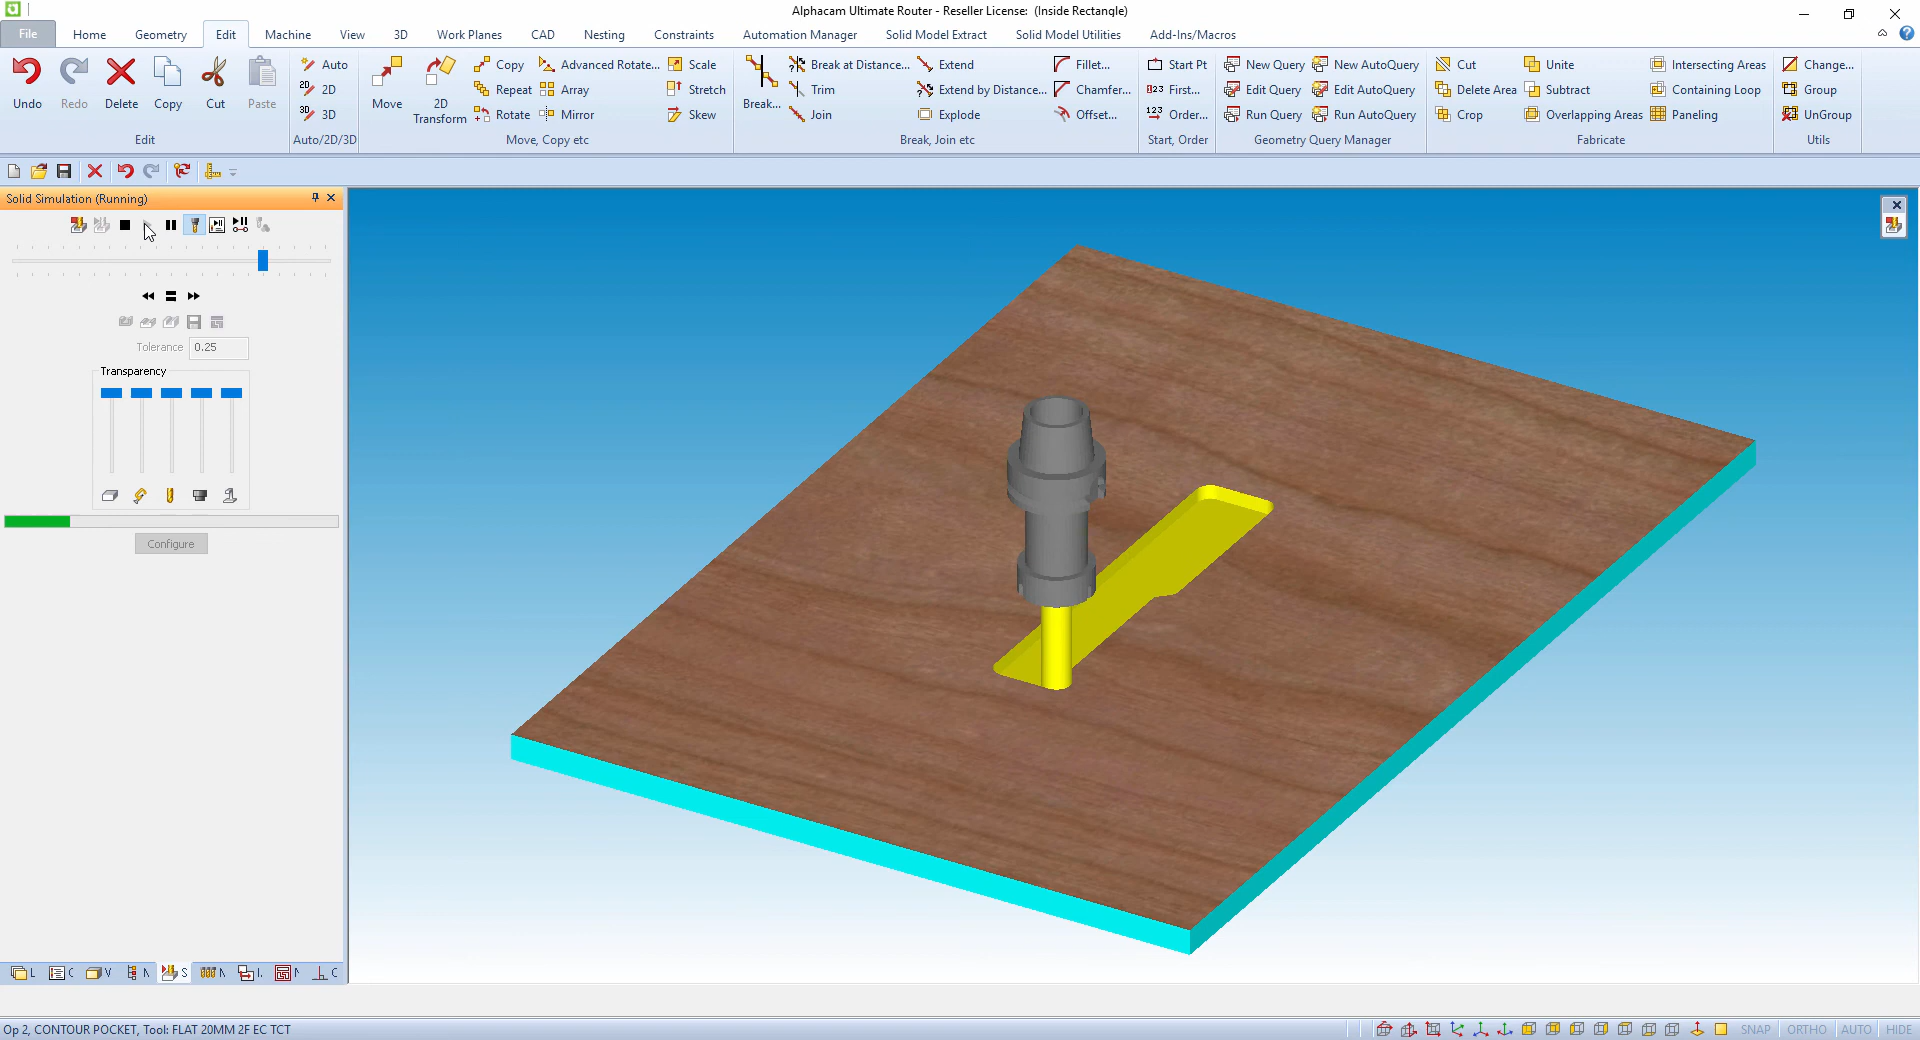 Alphacam Ultimate Router - Reseller License:  (Inside Rectangle)
File Home Geometry Edit Machine View 3D Work Planes CAD Nesting Constraints Automation Manager Solid Model Extract Solid Model Utilities Add-Ins/Macros
Undo Redo Delete Copy Cut Paste
Edit
Auto
2D 2D
3D 3D
Auto/2D/3D
Move 2D Transform
Copy Advanced Rotate... Scale
Repeat Array Stretch
Rotate Mirror Skew
Move, Copy etc
Break...
Break at Distance... Extend Fillet...
Trim Extend by Distance... Chamfer...
Join Explode Offset...
Break, Join etc
Start Pt
123 First...
123 Order...
Start, Order
New Query New AutoQuery
Edit Query Edit AutoQuery
Run Query Run AutoQuery
Geometry Query Manager
Cut Unite Intersecting Areas
Delete Area Subtract Containing Loop
Crop Overlapping Areas Paneling
Fabricate
Change...
Group
UnGroup
Utils
Solid Simulation (Running)
Tolerance 0.25
Transparency
Configure
L C V N S N I. N C
Op 2, CONTOUR POCKET, Tool: FLAT 20MM 2F EC TCT
SNAP ORTHO AUTO HIDE